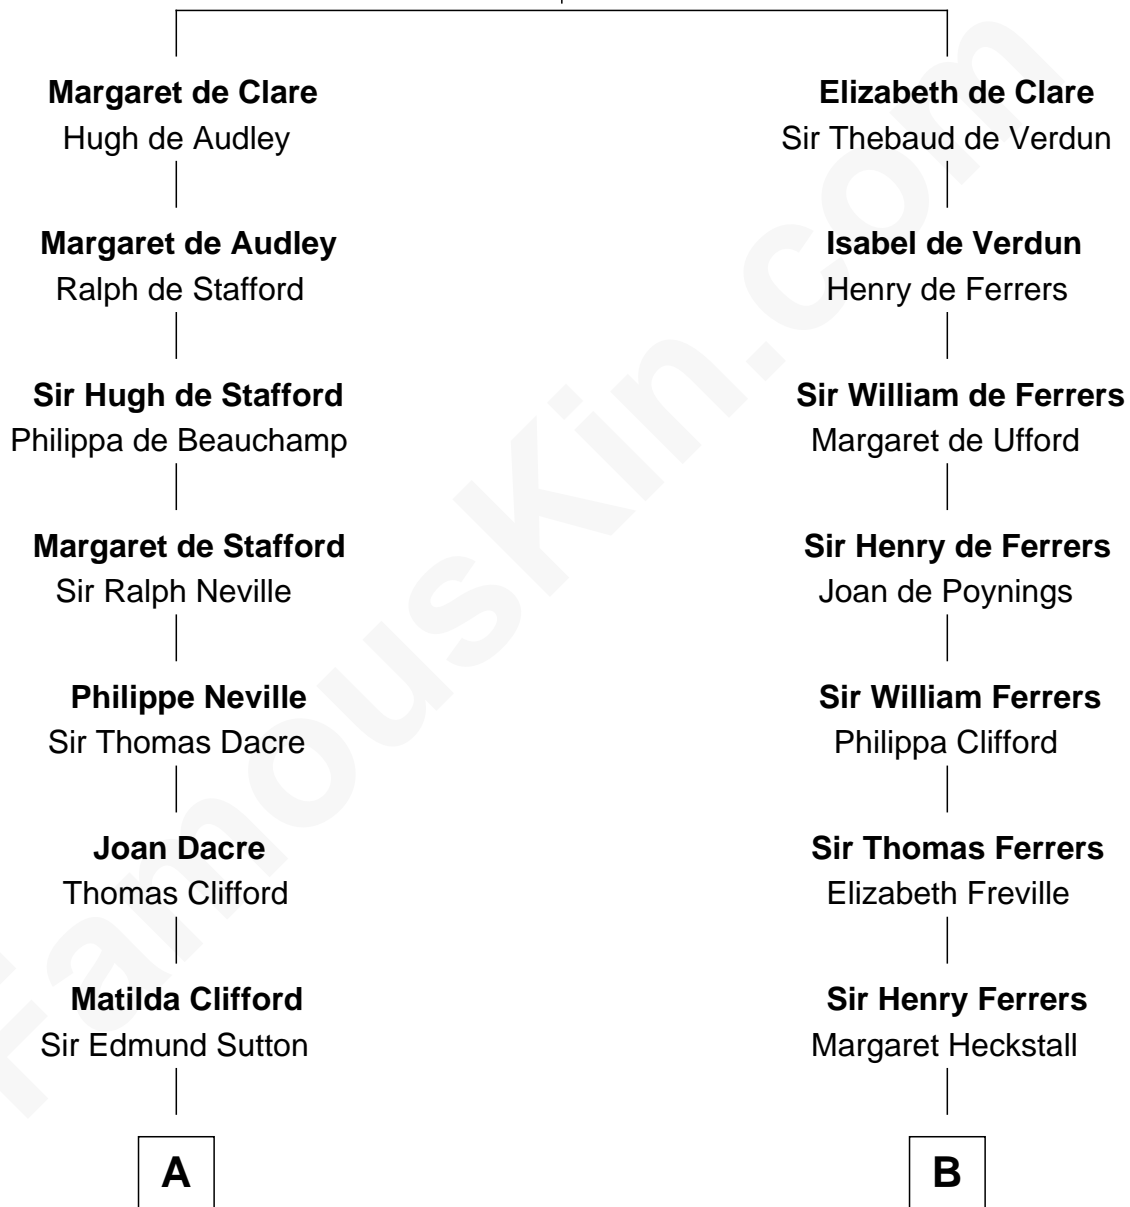 Margaret de Clare
Hugh de Audley
Margaret de Audley
Ralph de Stafford
Sir Hugh de Stafford
Philippa de Beauchamp
Margaret de Stafford
Sir Ralph Neville
Philippe Neville
Sir Thomas Dacre
Joan Dacre
Thomas Clifford
Matilda Clifford
Sir Edmund Sutton
A
Elizabeth de Clare
Sir Thebaud de Verdun
Isabel de Verdun
Henry de Ferrers
Sir William de Ferrers
Margaret de Ufford
Sir Henry de Ferrers
Joan de Poynings
Sir William Ferrers
Philippa Clifford
Sir Thomas Ferrers
Elizabeth Freville
Sir Henry Ferrers
Margaret Heckstall
B
FamousKin.com